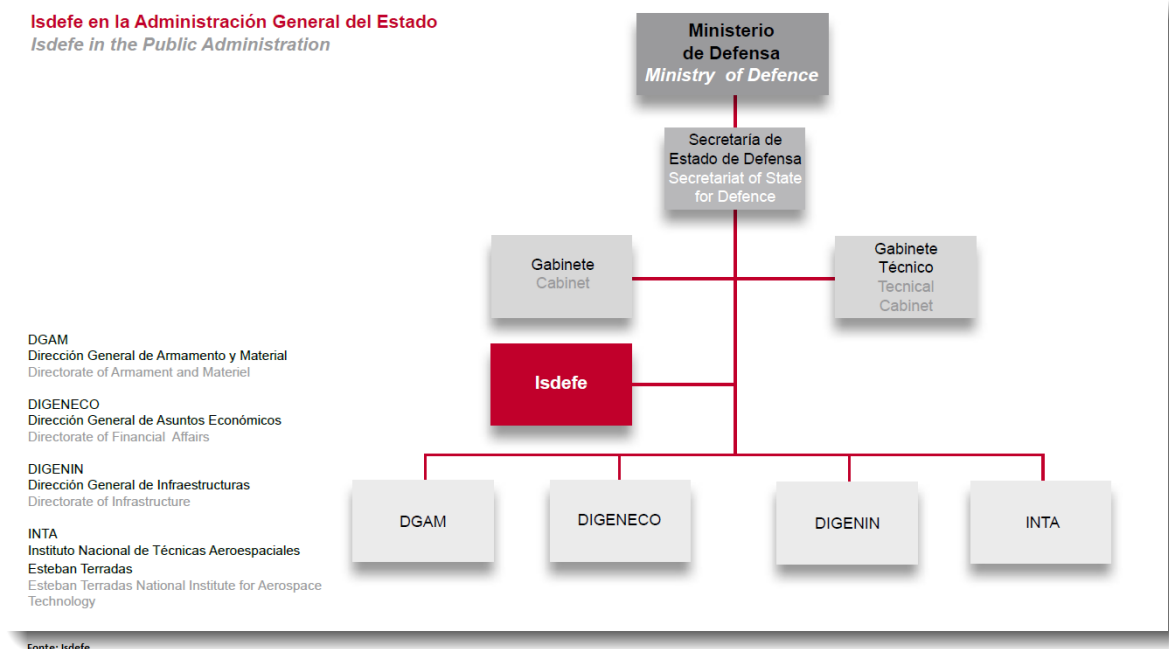 Isdefe en la Administración General del Estado
Isdefe in the Public Administration
Ministerio
de Defensa
Ministry of Defence
Secretaría de
Estado de Defensa
Secretariat of State
for Defence
Gabinete
Cabinet
Gabinete
Técnico
Tecnical
Cabinet
Isdefe
DGAM
Dirección General de Armamento y Material
Directorate of Armament and Materiel
DIGENECO
Dirección General de Asuntos Económicos
Directorate of Financial Affairs
DIGENIN
Dirección General de Infraestructuras
Directorate of Infrastructure
INTA
Instituto Nacional de Técnicas Aeroespaciales
Esteban Terradas
Esteban Terradas National Institute for Aerospace
Technology
DGAM
DIGENECO
DIGENIN
INTA
Fonte: Isdefe